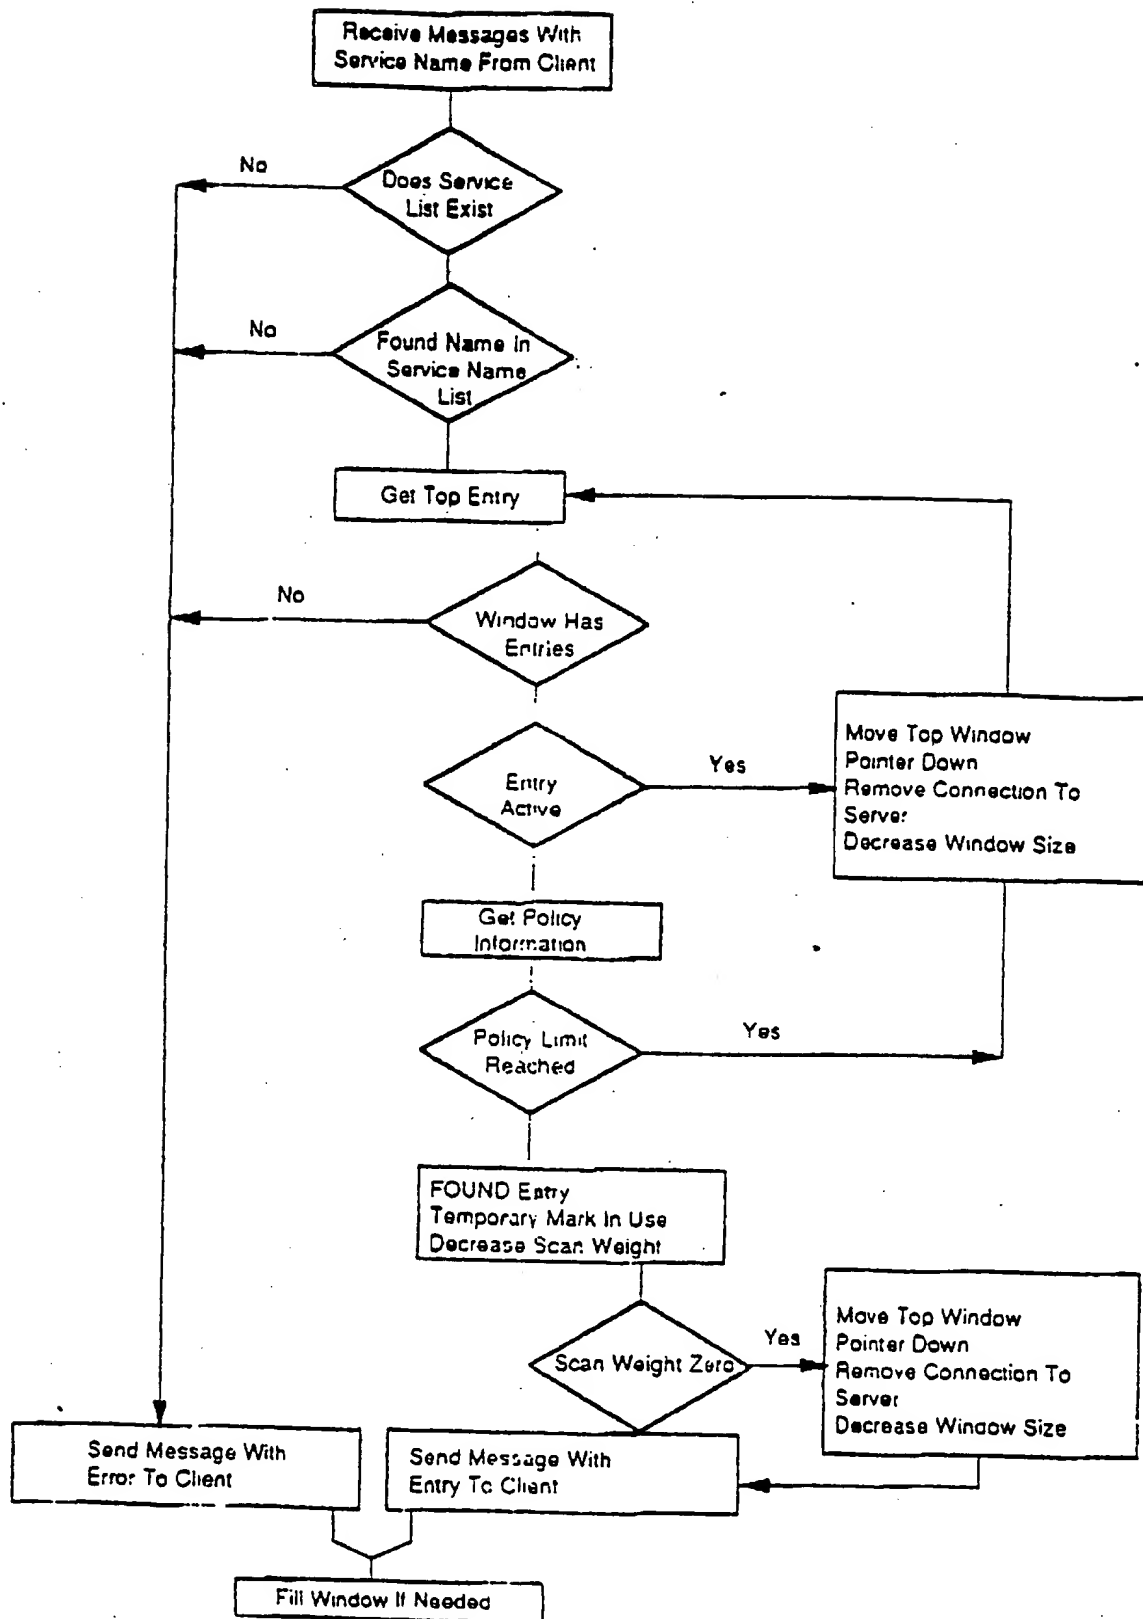 Receive Messages With
Service Name From Client
No
Does Service
List Exist
No
Found Name In
Service Name
List
Get Top Entry
No
Window Has
Entries
Move Top Window
Pointer Down
Remove Connection To
Server
Decrease Window Size
Yes
Entry
Active
Get Policy
Information
Policy Limit
Reached
Yes
FOUND Entry
Temporary Mark In Use
Decrease Scan Weight
Scan Weight Zero
Yes
Move Top Window
Pointer Down
Remove Connection To
Server
Decrease Window Size
Send Message With
Error To Client
Send Message With
Entry To Client
Fill Window If Needed